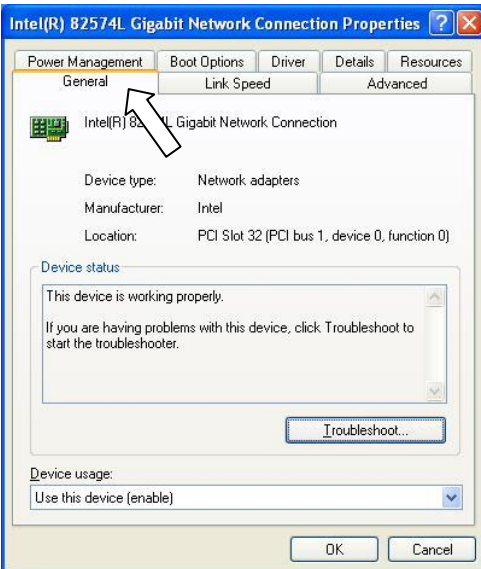 Intel(R) 82574L Gigabit Network Connection Properties
Power Management Boot Options Driver Details Resources
General Link Speed Advanced
Intel(R) 82 L Gigabit Network Connection
Device type: Network adapters
Manufacturer: Intel
Location: PCI Slot 32 (PCI bus 1, device 0, function 0)
Device status
This device is working properly.
If you are having problems with this device, click Troubleshoot to
start the troubleshooter.
Troubleshoot...
Device usage:
Use this device (enable)
OK Cancel